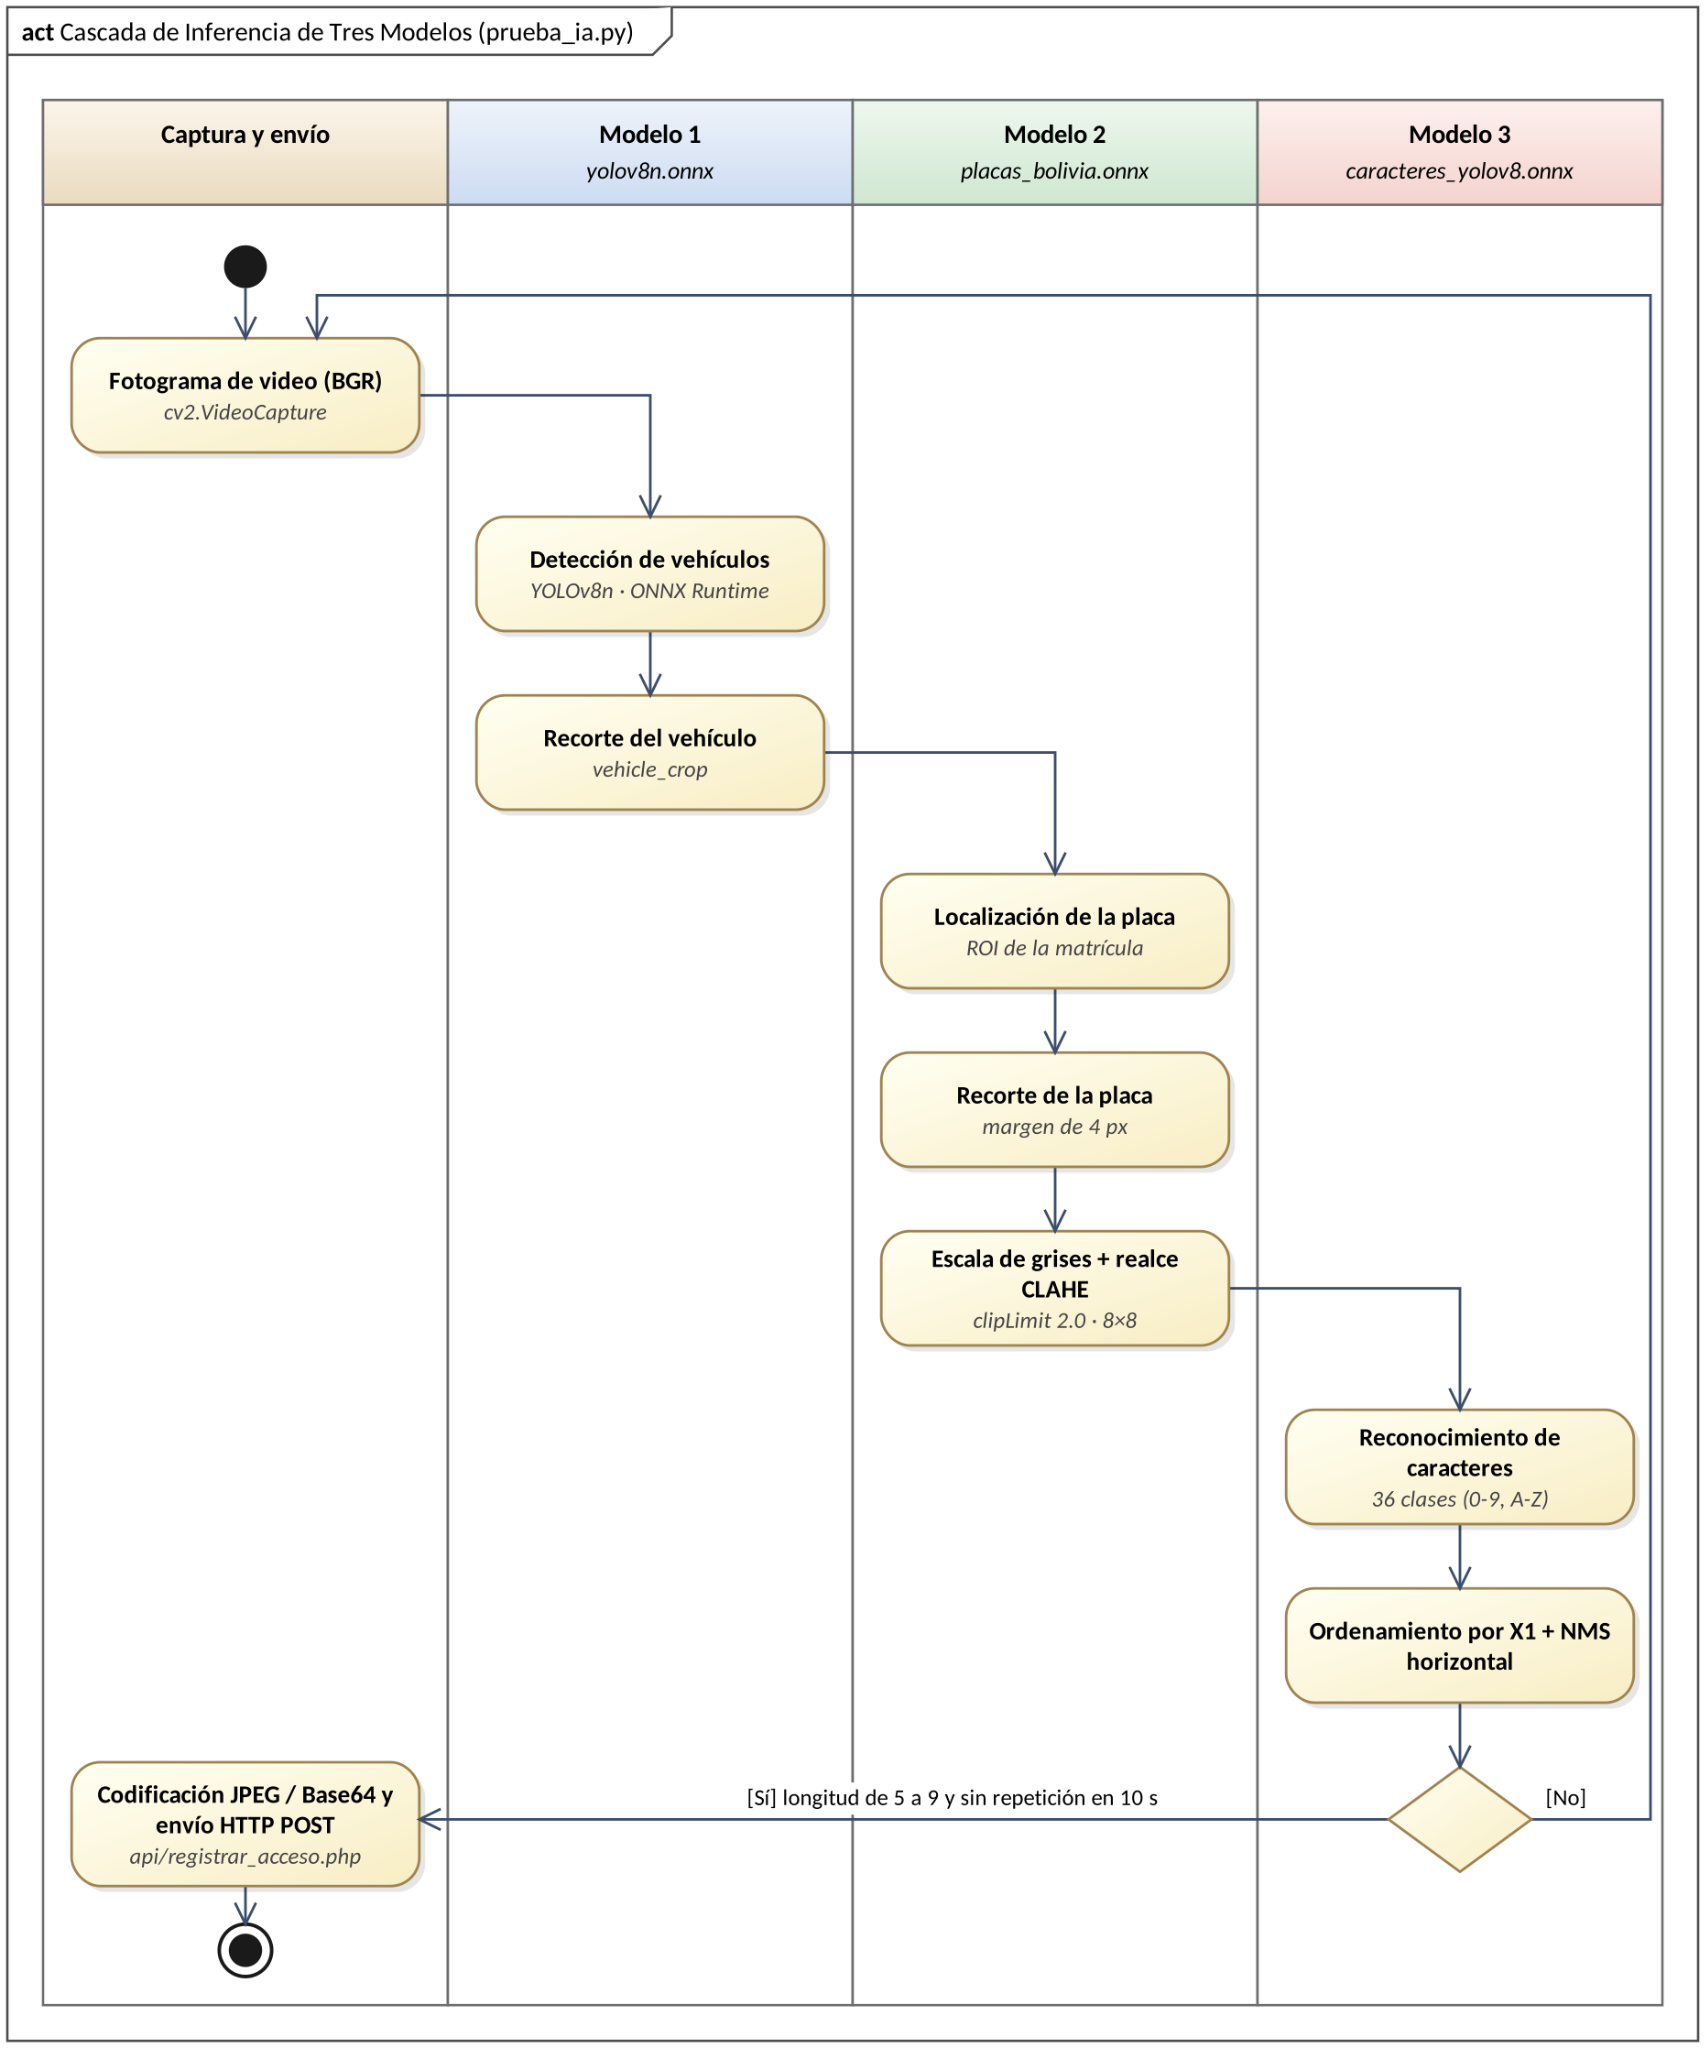 act Cascada de Inferencia de Tres Modelos (prueba_ia.py)
Captura y envío
Modelo 1
yolov8n.onnx
Modelo 2
placas_bolivia.onnx
Modelo 3
caracteres_yolov8.onnx
Fotograma de video (BGR)
cv2.VideoCapture
Detección de vehículos
YOLOv8n · ONNX Runtime
Recorte del vehículo
vehicle_crop
Localización de la placa
ROI de la matrícula
Recorte de la placa
margen de 4 px
Escala de grises + realce
CLAHE
clipLimit 2.0 · 8×8
Reconocimiento de
caracteres
36 clases (0-9, A-Z)
Ordenamiento por X1 + NMS
horizontal
[Sí] longitud de 5 a 9 y sin repetición en 10 s
[No]
Codificación JPEG / Base64 y
envío HTTP POST
api/registrar_acceso.php